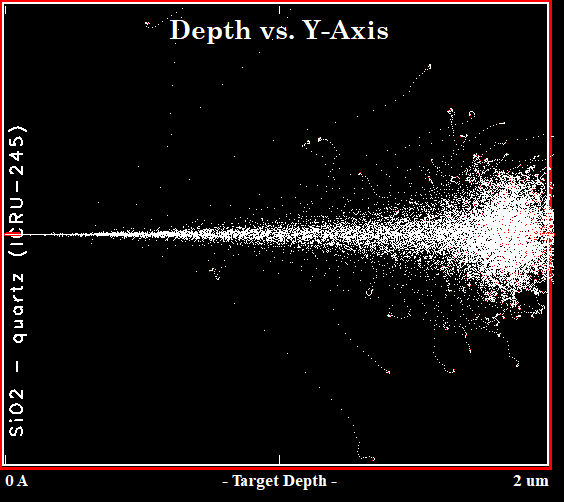 Depth vs. Y-Axis
SiO2 - quartz (ICRU-245)
0 A
- Target Depth -
2 um